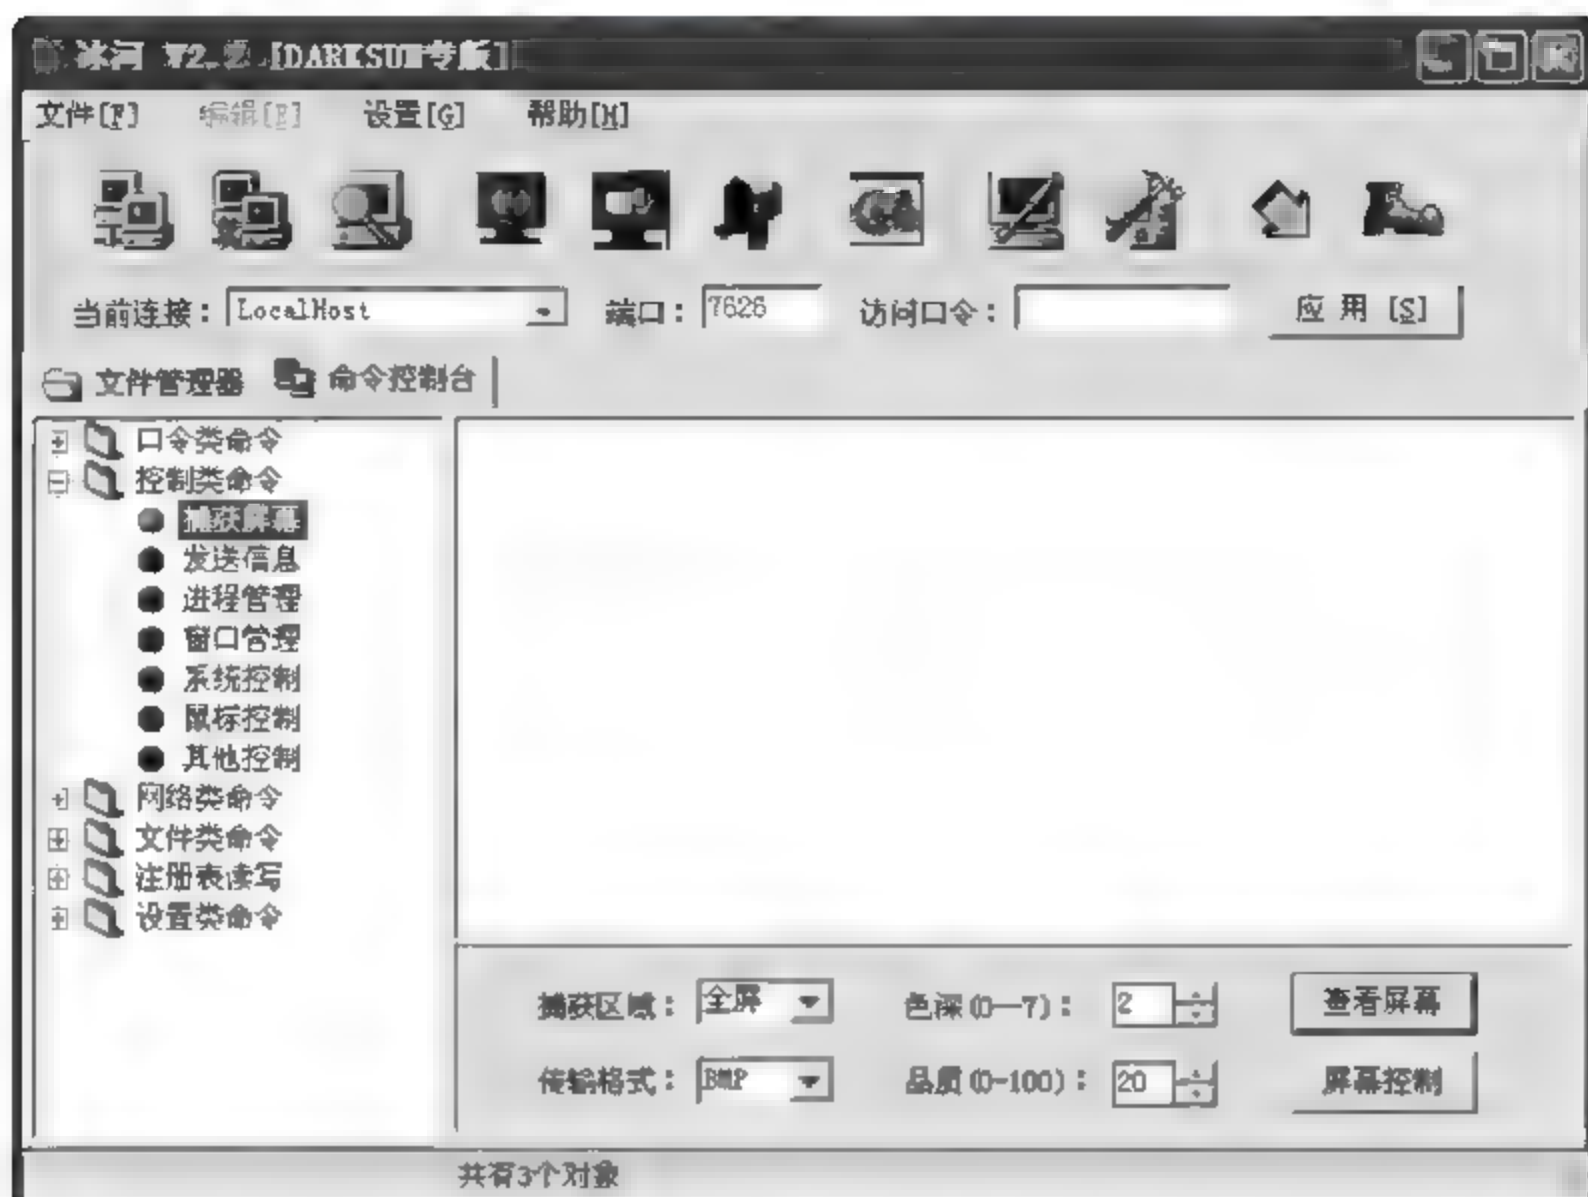 冰河 V2.2 [DARKSUN专版]
文件[F] 编辑[E] 设置[G] 帮助[H]
当前连接: LocalHost 端口: 7626 访问口令: 应用 [S]
文件管理器 命令控制台
口令类命令
控制类命令
捕获屏幕
发送信息
进程管理
窗口管理
系统控制
鼠标控制
其他控制
网络类命令
文件类命令
注册表读写
设置类命令
捕获区域: 全屏 色深(0—7): 2 查看屏幕
传输格式: BMP 品质(0-100): 20 屏幕控制
共有3个对象